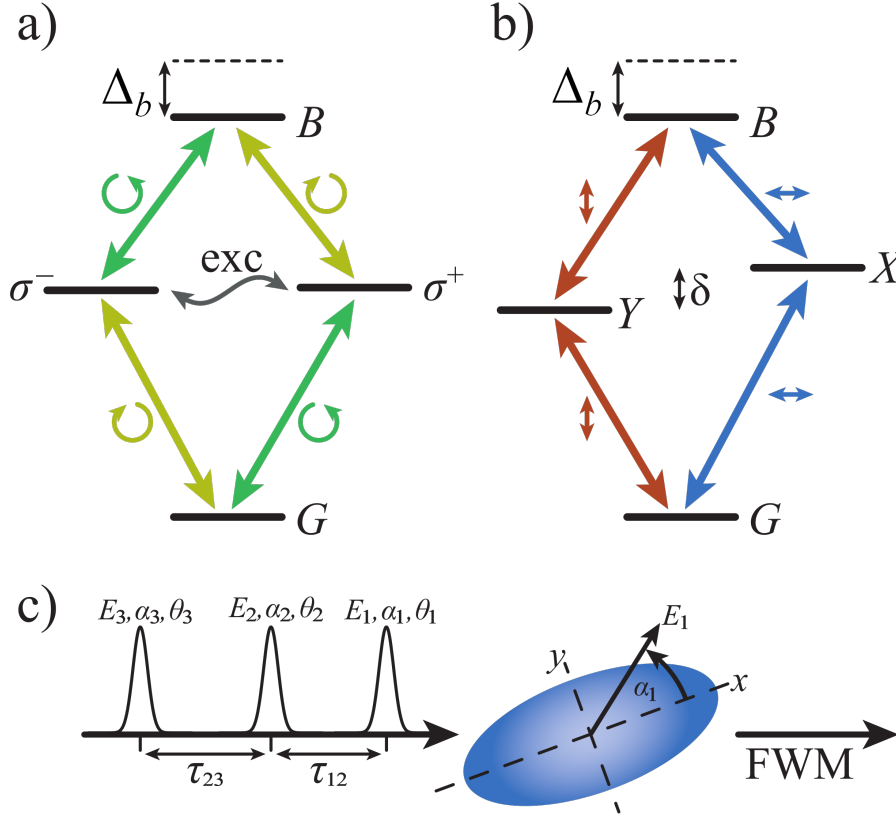 a)
Δb
B
σ− exc σ+
G
b)
Δb
B
X
Y δ
G
c)
E3, α3, θ3 E2, α2, θ2 E1, α1, θ1
τ23 τ12
E1
y α1 x
FWM